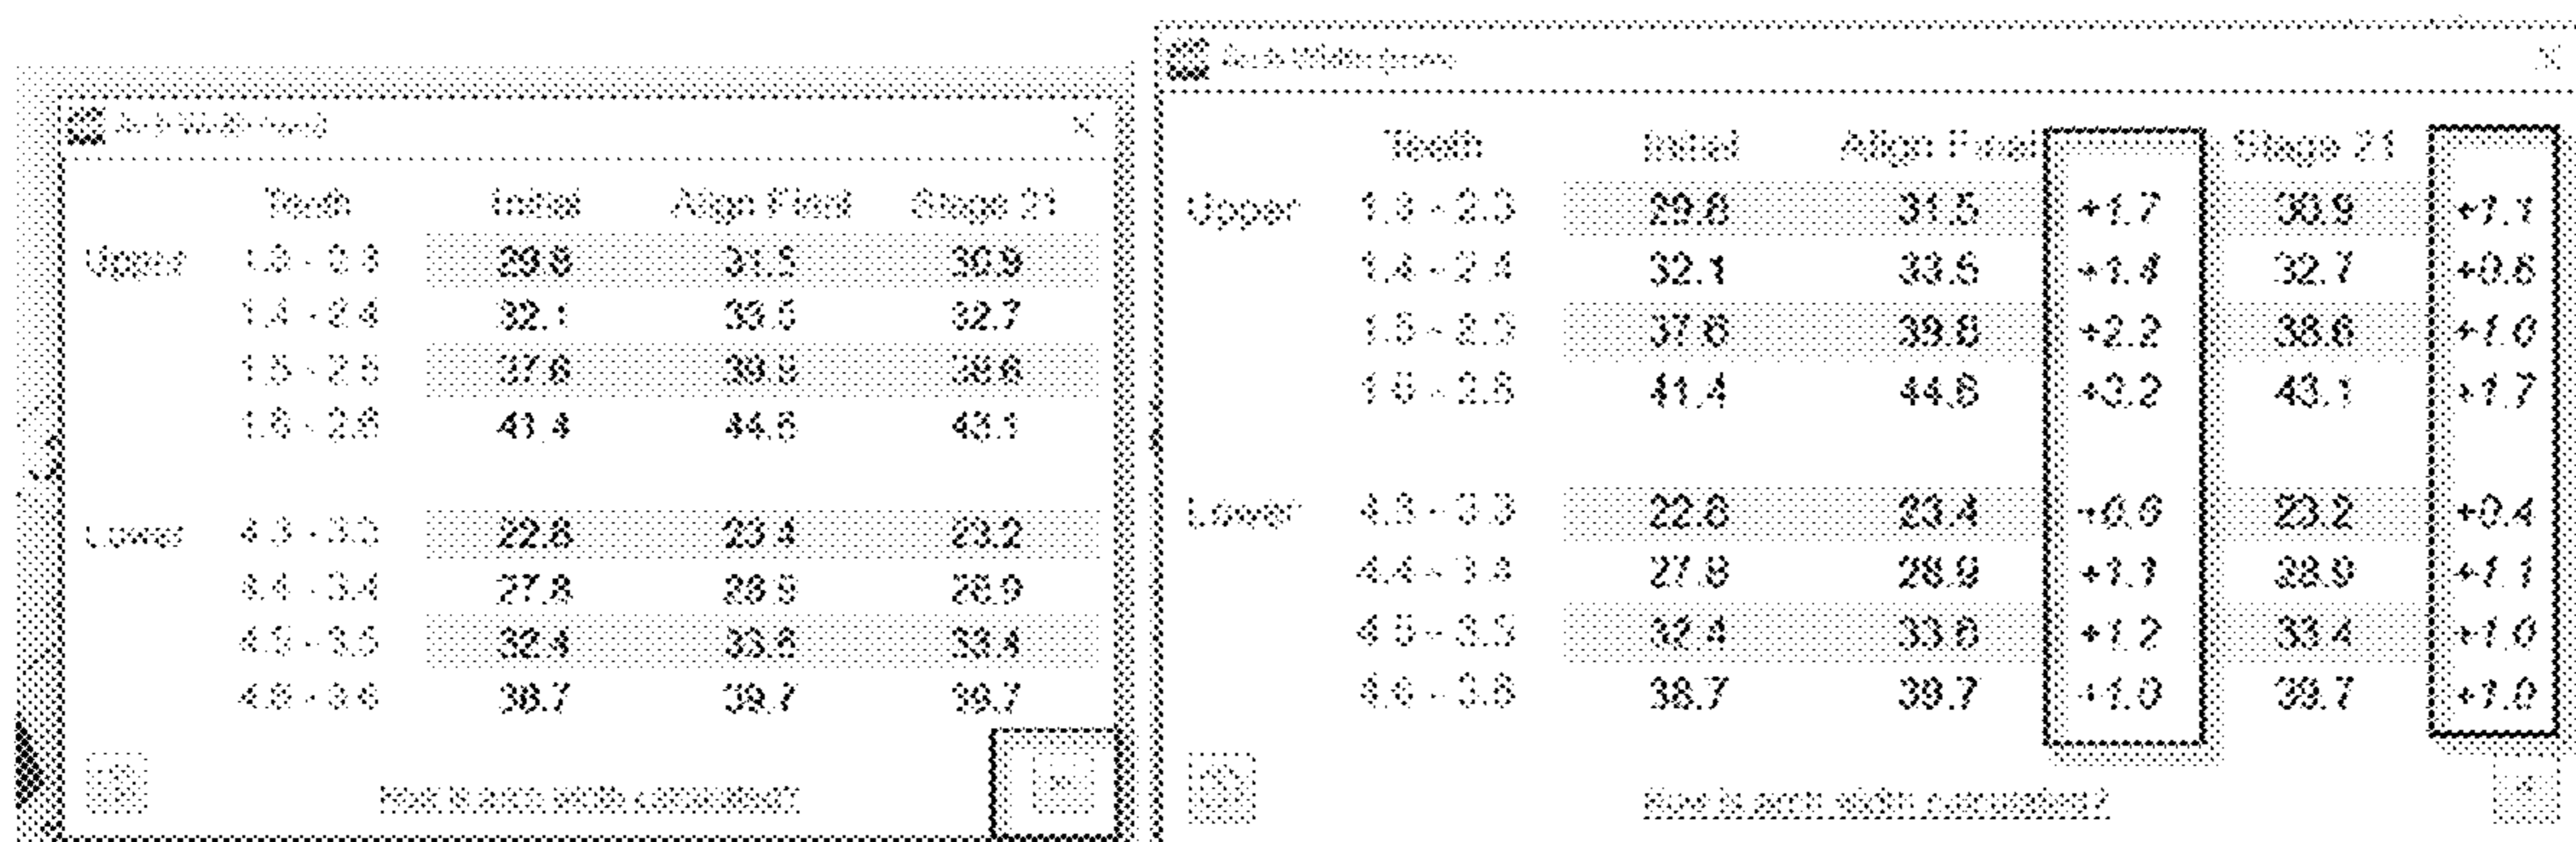 Arch Width (mm)
Teeth Initial Align Final Stage 21
Upper 1.3 - 2.3 29.8 31.5 30.9
1.4 - 2.4 32.1 33.5 32.7
1.5 - 2.5 37.6 39.8 38.6
1.6 - 2.6 41.4 44.6 43.1
Lower 4.3 - 3.3 22.8 23.4 23.2
4.4 - 3.4 27.8 28.9 28.9
4.5 - 3.5 32.4 33.6 33.4
4.6 - 3.6 38.7 39.7 39.7
How is arch width calculated?
Arch Width (mm)
Teeth Initial Align Final Stage 21
Upper 1.3 - 2.3 29.8 31.5 +1.7 30.9 +1.1
1.4 - 2.4 32.1 33.5 +1.4 32.7 +0.6
1.5 - 2.5 37.6 39.8 +2.2 38.6 +1.0
1.6 - 2.6 41.4 44.6 +3.2 43.1 +1.7
Lower 4.3 - 3.3 22.8 23.4 +0.6 23.2 +0.4
4.4 - 3.4 27.8 28.9 +1.1 28.9 +1.1
4.5 - 3.5 32.4 33.6 +1.2 33.4 +1.0
4.6 - 3.6 38.7 39.7 +1.0 39.7 +1.0
How is arch width calculated?